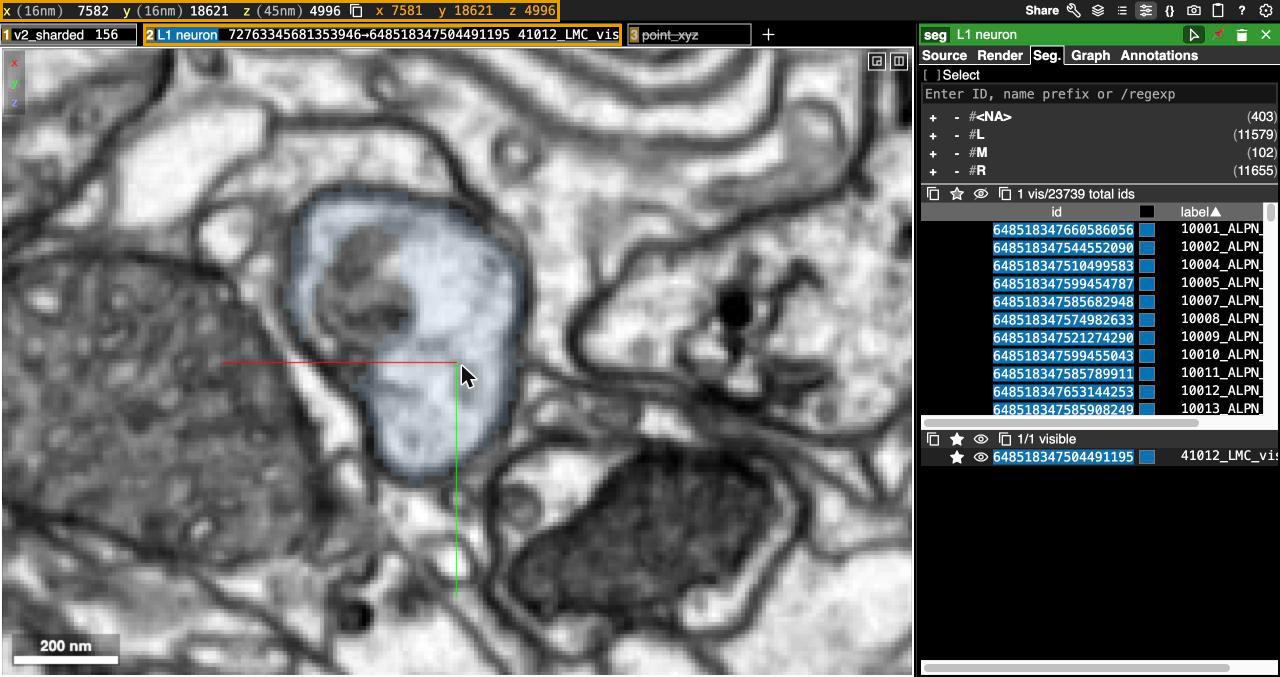 x (16nm) 7582 y (16nm) 18621 z (45nm) 4996 x 7581 y 18621 z 4996 Share {} ?
1 v2_sharded 156 2 L1 neuron 72763345681353946→648518347504491195 41012_LMC_vis 3 point_xyz +
seg L1 neuron
Source Render Seg. Graph Annotations
[ ] Select
Enter ID, name prefix or /regexp
+ - #<NA> (403)
+ - #L (11579)
+ - #M (102)
+ - #R (11655)
1 vis/23739 total ids
id label▲
648518347660586056 10001_ALPN_
648518347544552090 10002_ALPN_
648518347510499583 10004_ALPN_
648518347599454787 10005_ALPN_
648518347585682948 10007_ALPN_
648518347574982633 10008_ALPN_
648518347521274290 10009_ALPN_
648518347599455043 10010_ALPN_
648518347585789911 10011_ALPN_
648518347653144253 10012_ALPN_
648518347585908249 10013_ALPN_
1/1 visible
648518347504491195 41012_LMC_vis
x
y
z
200 nm